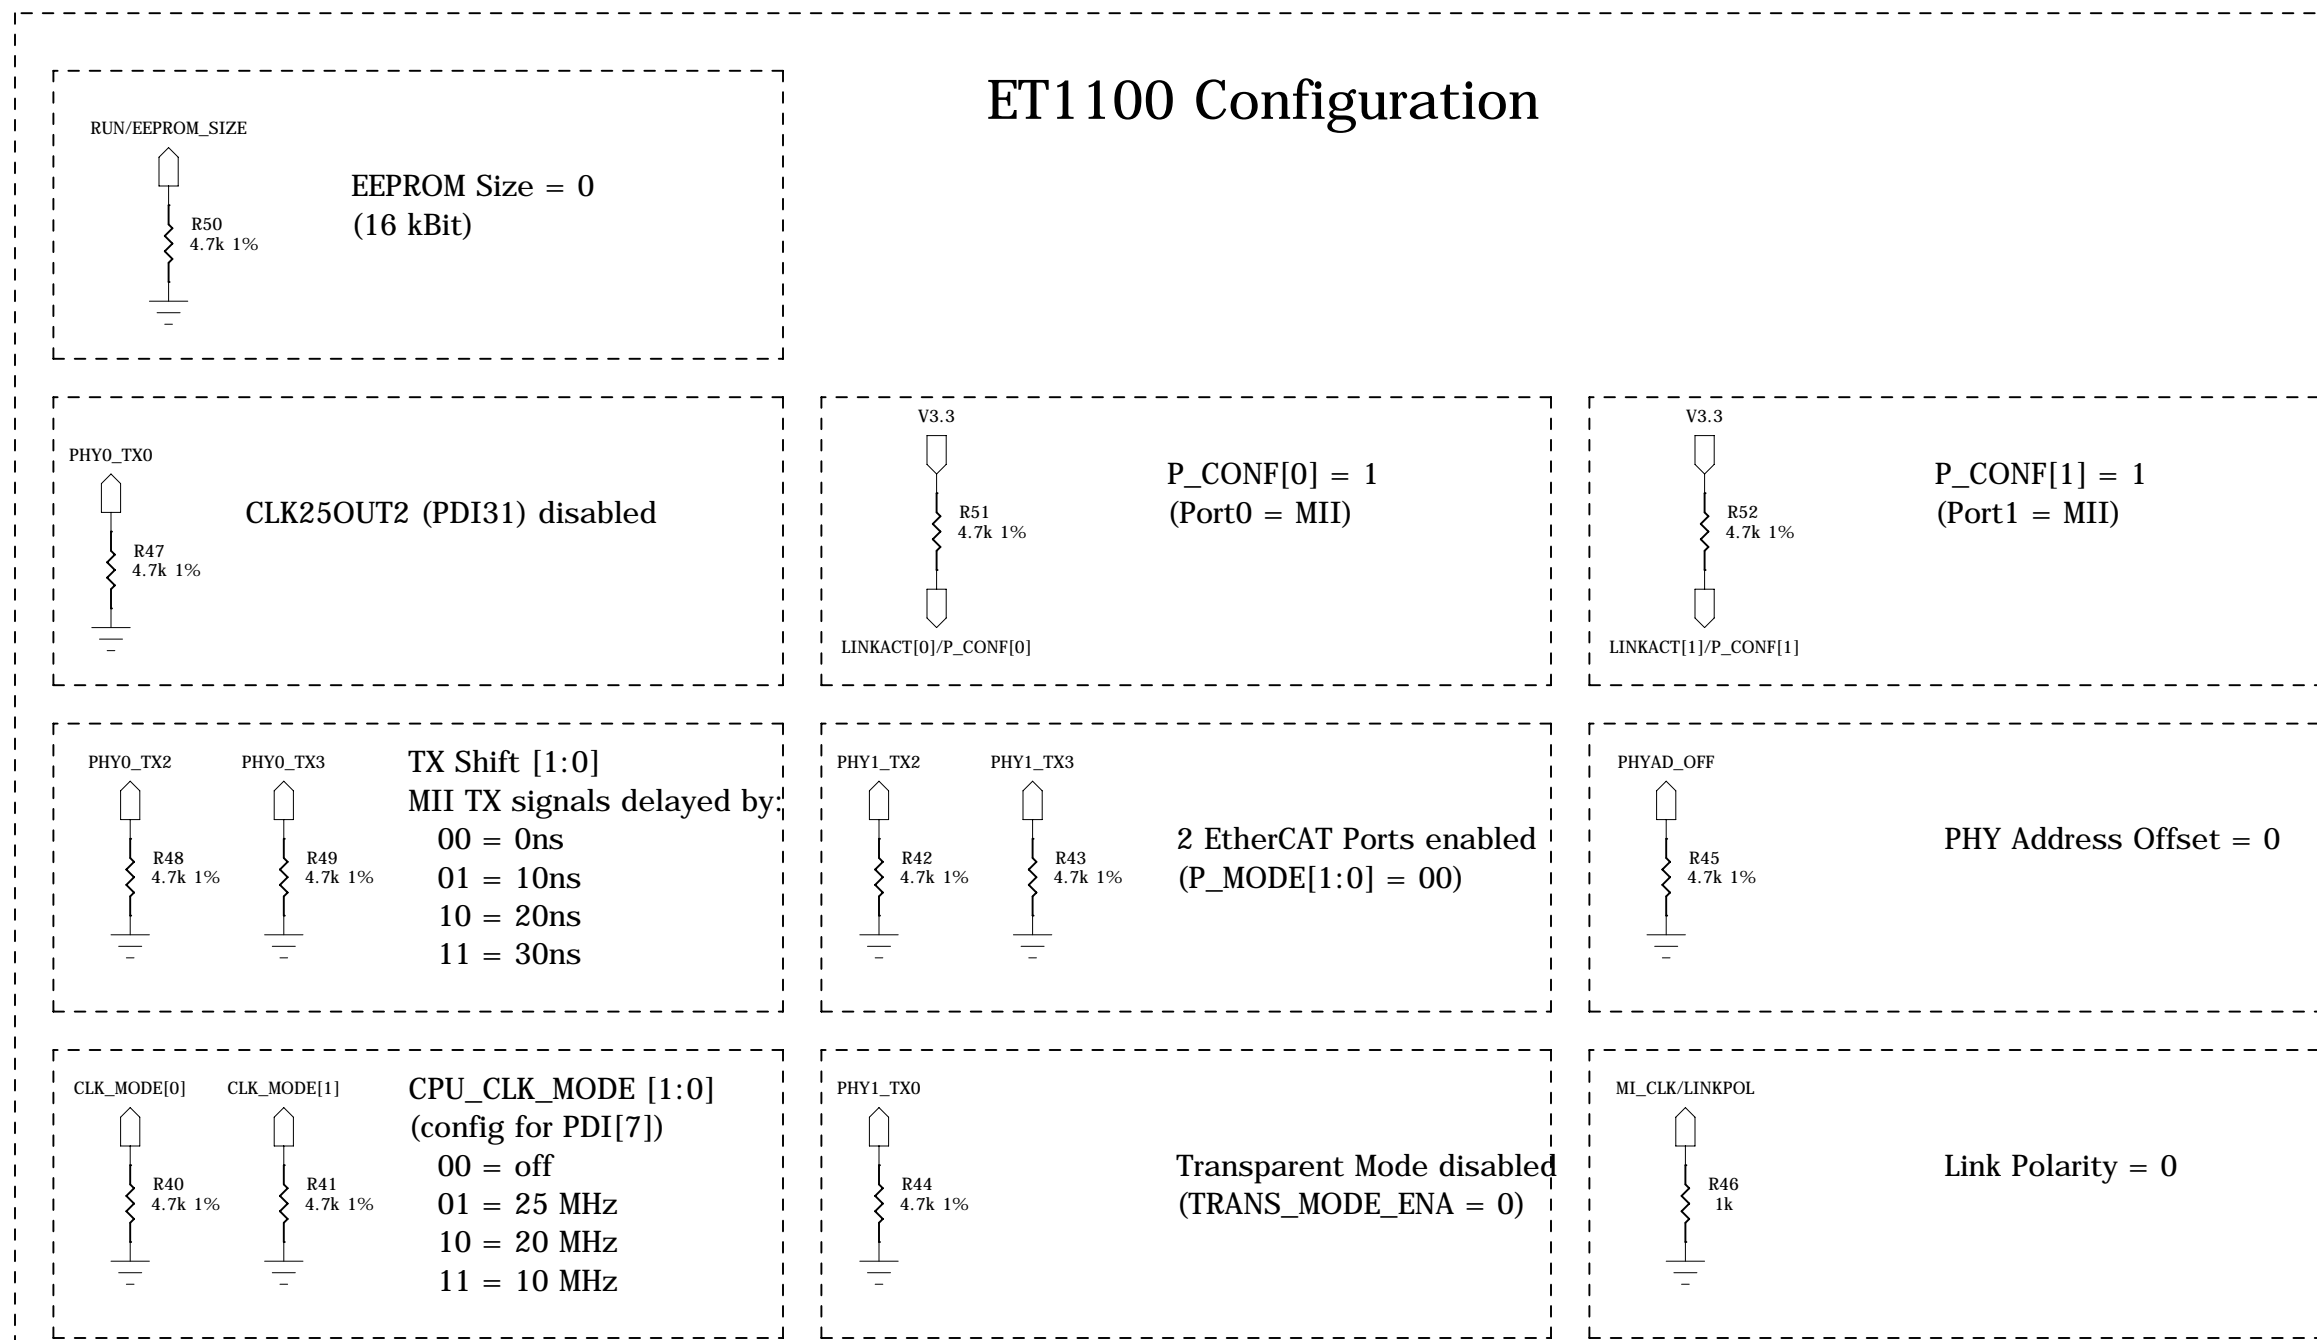 ET1100 Configuration
RUN/EEPROM_SIZE
R50
4.7k 1%
EEPROM Size = 0
(16 kBit)
PHY0_TX0
R47
4.7k 1%
CLK25OUT2 (PDI31) disabled
V3.3
R51
4.7k 1%
LINKACT[0]/P_CONF[0]
P_CONF[0] = 1
(Port0 = MII)
V3.3
R52
4.7k 1%
LINKACT[1]/P_CONF[1]
P_CONF[1] = 1
(Port1 = MII)
PHY0_TX2
R48
4.7k 1%
PHY0_TX3
R49
4.7k 1%
TX Shift [1:0]
MII TX signals delayed by:
00 = 0ns
01 = 10ns
10 = 20ns
11 = 30ns
PHY1_TX2
R42
4.7k 1%
PHY1_TX3
R43
4.7k 1%
2 EtherCAT Ports enabled
(P_MODE[1:0] = 00)
PHYAD_OFF
R45
4.7k 1%
PHY Address Offset = 0
CLK_MODE[0]
R40
4.7k 1%
CLK_MODE[1]
R41
4.7k 1%
CPU_CLK_MODE [1:0]
(config for PDI[7])
00 = off
01 = 25 MHz
10 = 20 MHz
11 = 10 MHz
PHY1_TX0
R44
4.7k 1%
Transparent Mode disabled
(TRANS_MODE_ENA = 0)
MI_CLK/LINKPOL
R46
1k
Link Polarity = 0